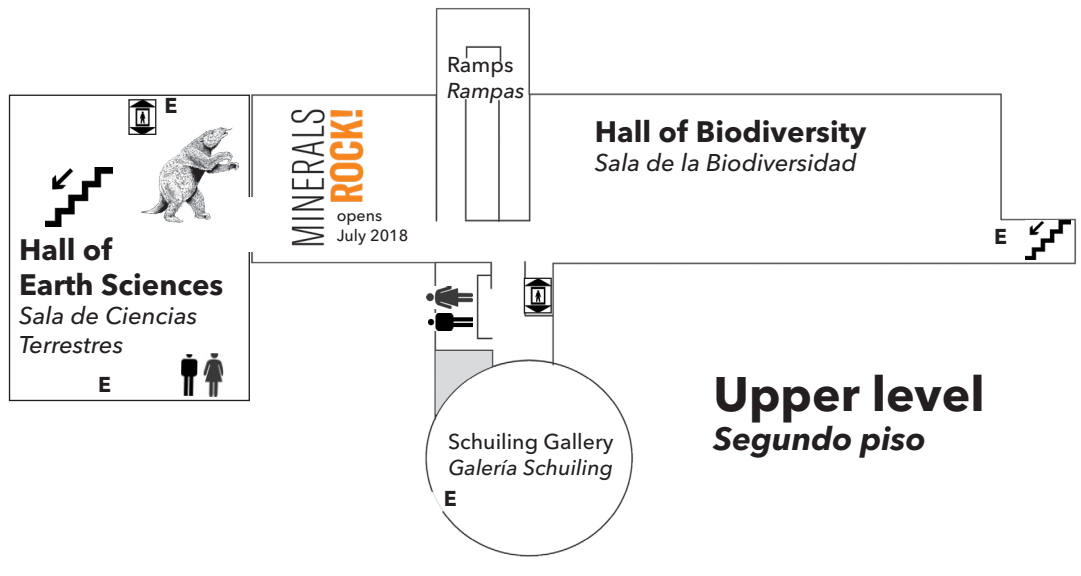 Ramps
Rampas
E
MINERALS
ROCK!
opens
July 2018
Hall of Biodiversity
Sala de la Biodiversidad
E
Hall of
Earth Sciences
Sala de Ciencias
Terrestres
E
Upper level
Segundo piso
Schuiling Gallery
Galería Schuiling
E